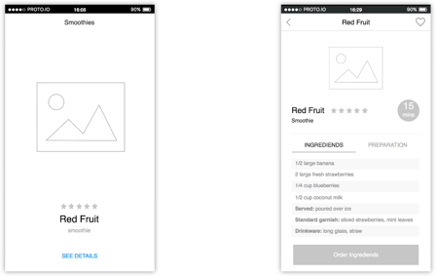 PROTO.IO 16:05 90%
Smoothies
Red Fruit
smoothie
SEE DETAILS
PROTO.IO 16:29 90%
Red Fruit
Red Fruit
Smoothie
15
mins
INGREDIENDS PREPARATION
1/2 large banana
2 large fresh strawberries
1/4 cup blueberries
1/2 cup coconut milk
Served: poured over ice
Standard garnish: sliced strawberries, mint leaves
Drinkware: long glass, straw
Order Ingrediends